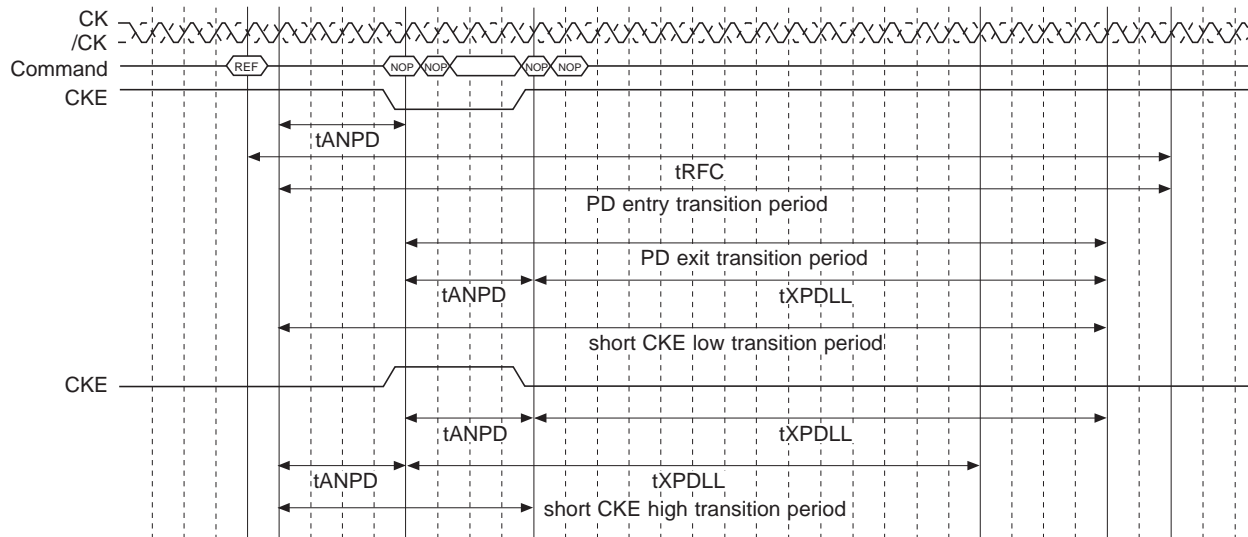 CK
/CK
Command REF NOP NOP NOP NOP
CKE
tANPD
tRFC
PD entry transition period
PD exit transition period
tANPD tXPDLL
short CKE low transition period
CKE
tANPD tXPDLL
tANPD tXPDLL
short CKE high transition period